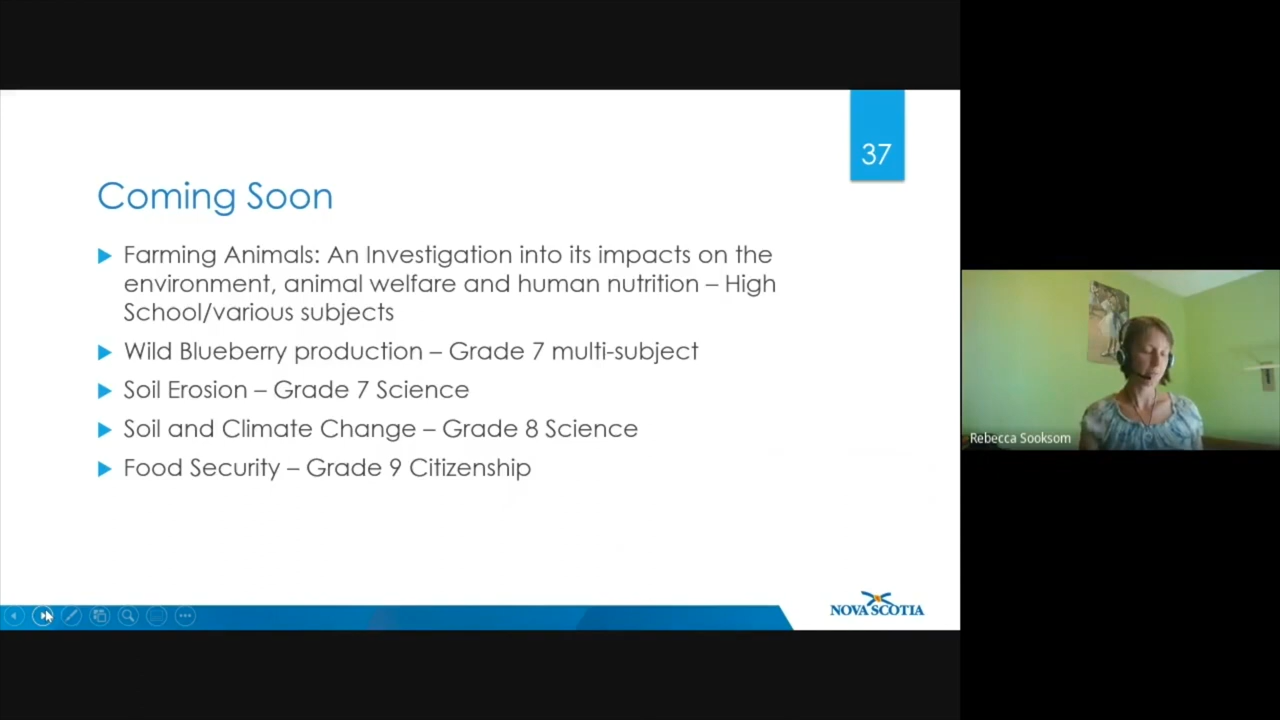 37
Coming Soon
Farming Animals: An Investigation into its impacts on the
environment, animal welfare and human nutrition – High
School/various subjects
Wild Blueberry production – Grade 7 multi-subject
Soil Erosion – Grade 7 Science
Soil and Climate Change – Grade 8 Science
Food Security – Grade 9 Citizenship
NOVA SCOTIA
Rebecca Sooksom